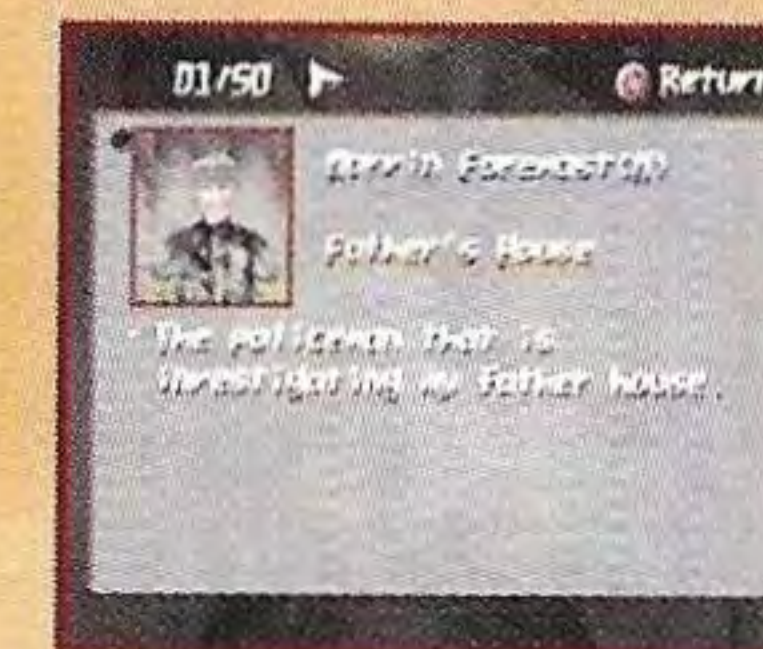 01/50 Return
Father's House
The policeman that is
investigating my father house.